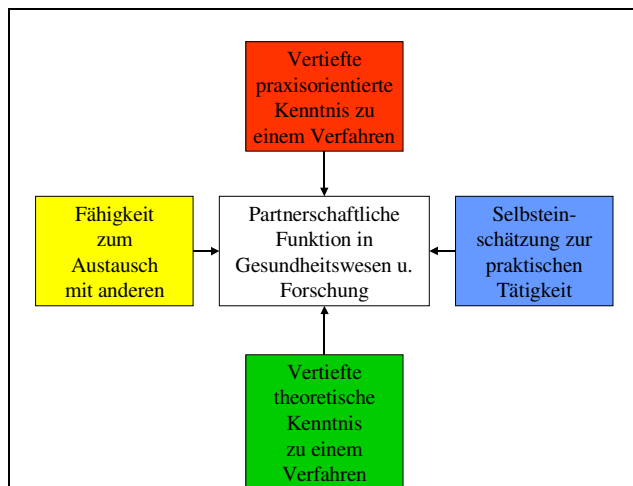 Vertiefte
praxisorientierte
Kenntnis zu
einem Verfahren
Fähigkeit
zum
Austausch
mit anderen
Partnerschaftliche
Funktion in
Gesundheitswesen u.
Forschung
Selbstein-
schätzung zur
praktischen
Tätigkeit
Vertiefte
theoretische
Kenntnis
zu einem
Verfahren